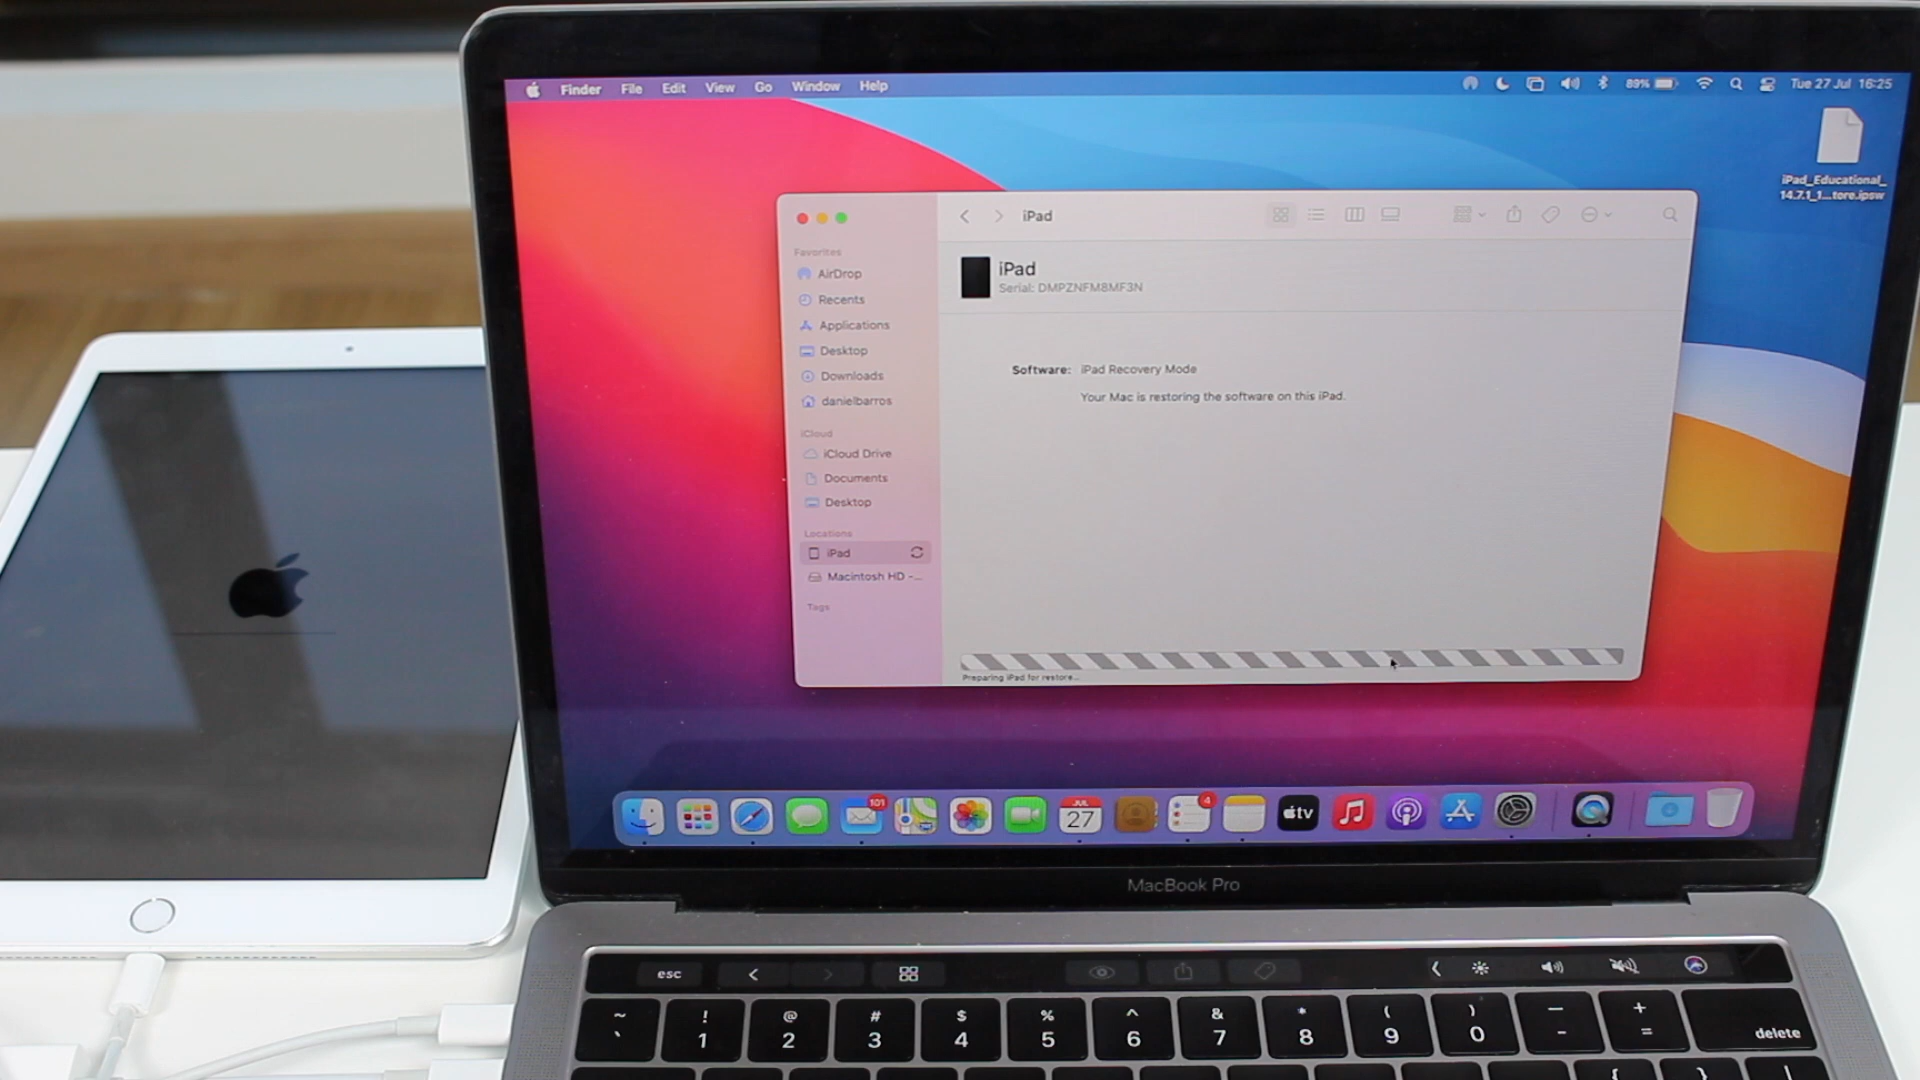 Finder File Edit View Go Window Help
89% Tue 27 Jul 16:25
iPad_Educational_
14.7.1_1...tore.ipsw
iPad
Favorites
AirDrop
Recents
Applications
Desktop
Downloads
danielbarros
iCloud
iCloud Drive
Documents
Desktop
Locations
iPad
Macintosh HD -...
Tags
iPad
Serial: DMPZNFM8MF3N
Software: iPad Recovery Mode
Your Mac is restoring the software on this iPad.
Preparing iPad for restore...
101
JUL
27
4
tv
MacBook Pro
esc
~ ! @ # $ % ^ & * ( ) — +
` 1 2 3 4 5 6 7 8 9 0 - = delete
{ } |